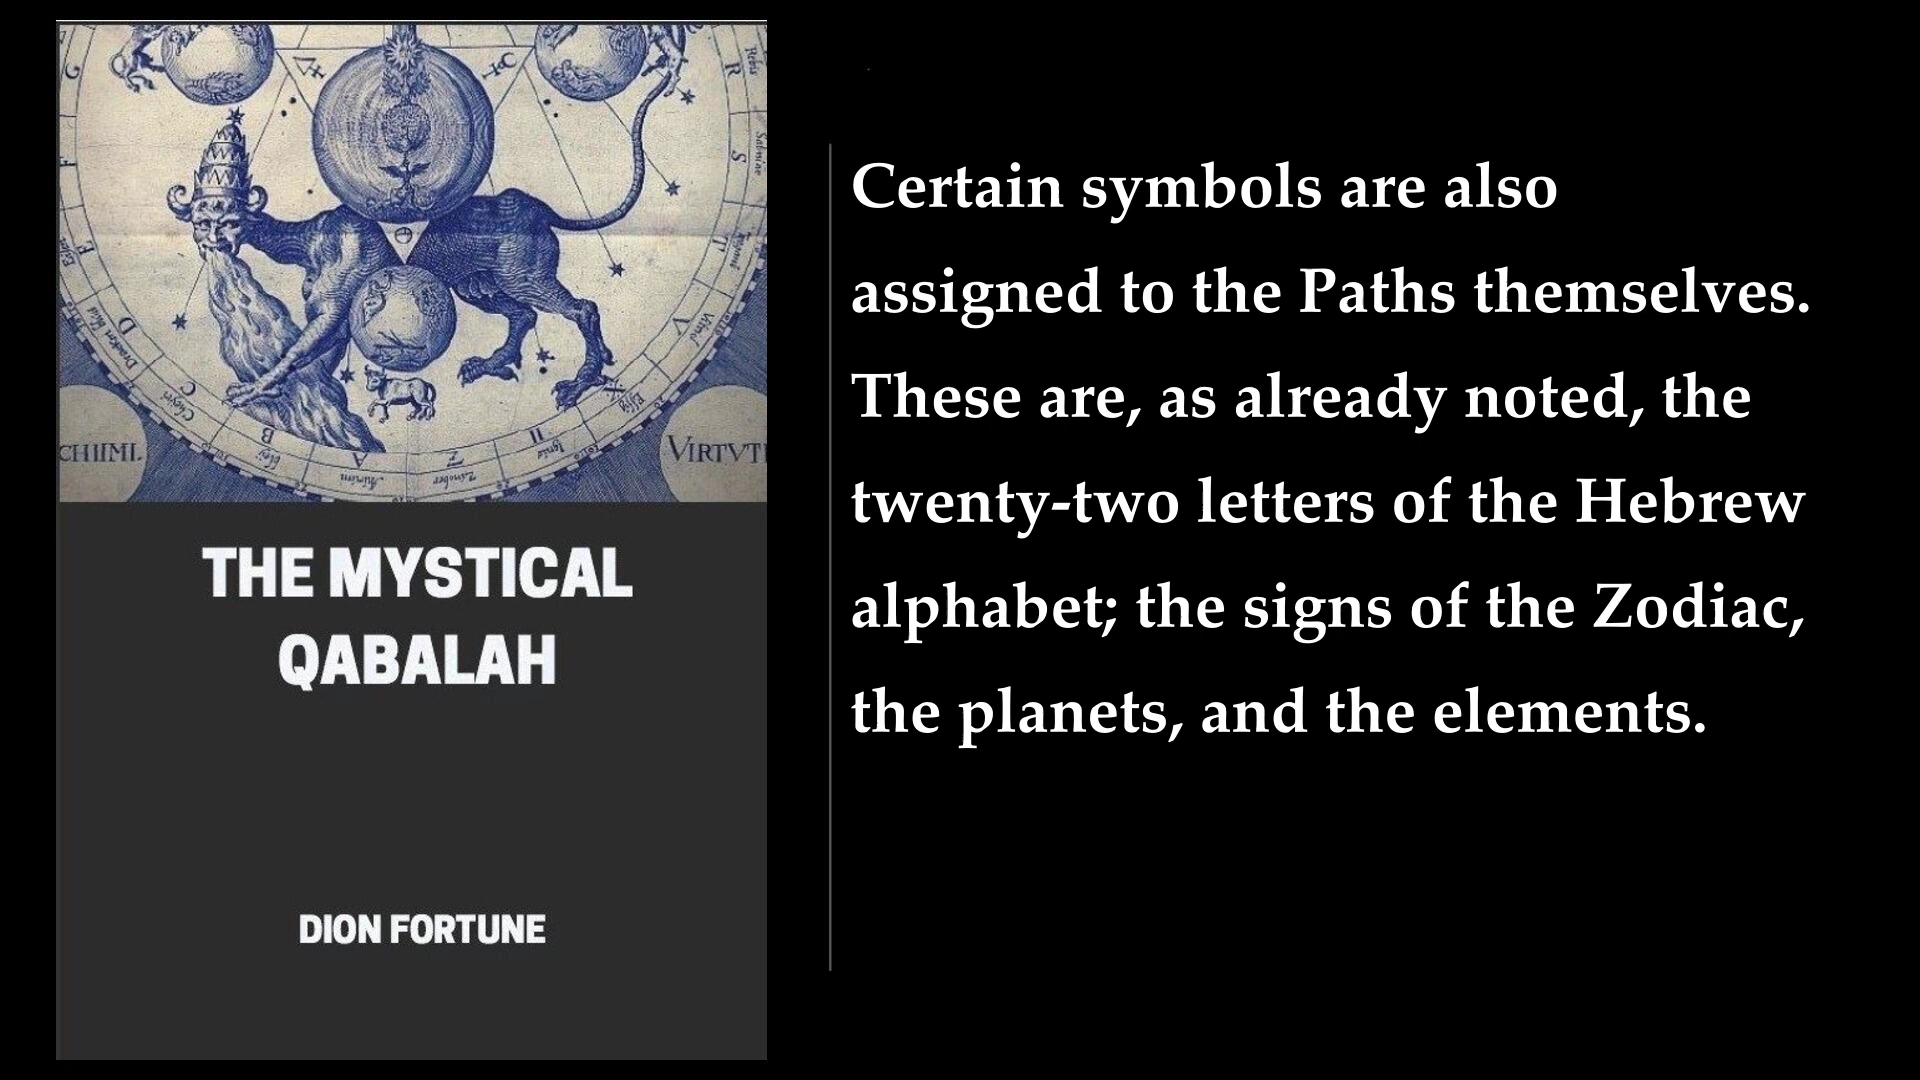 CHIIMI.
VIRTVTI
THE MYSTICAL
QABALAH
DION FORTUNE
Certain symbols are also
assigned to the Paths themselves.
These are, as already noted, the
twenty-two letters of the Hebrew
alphabet; the signs of the Zodiac,
the planets, and the elements.